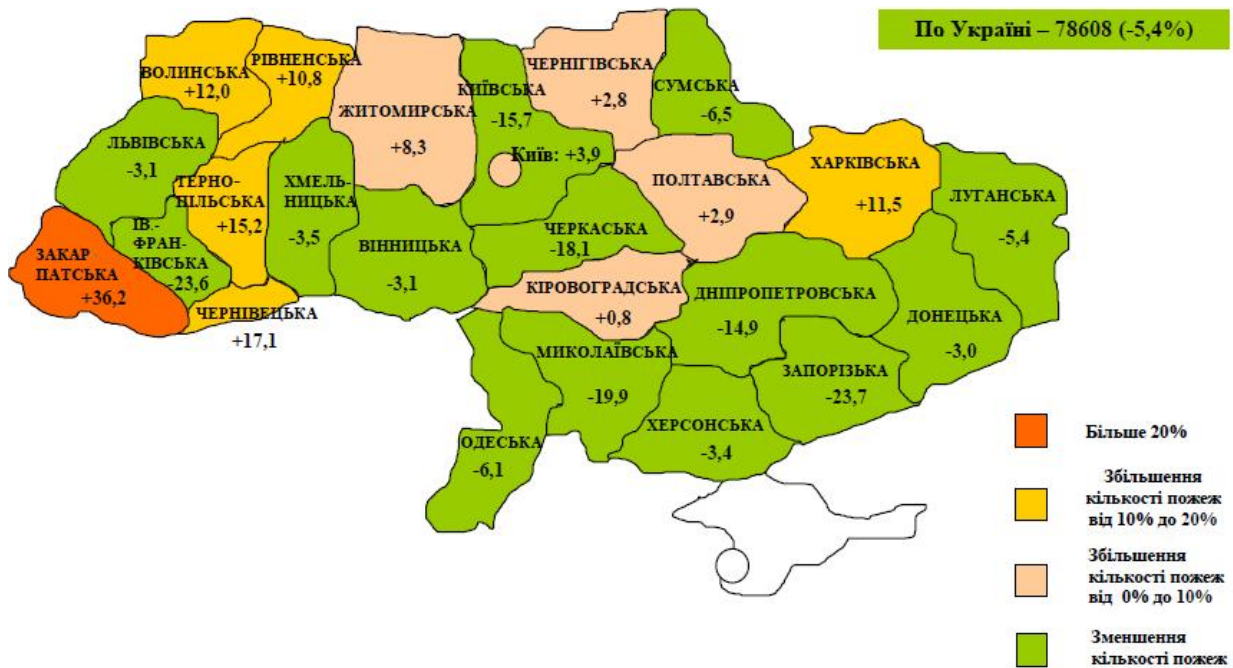 По Україні – 78608 (-5,4%)
ВОЛИНСЬКА
+12,0
РІВНЕНСЬКА
+10,8
ЖИТОМИРСЬКА
+8,3
КИЇВСЬКА
-15,7
Київ: +3,9
ЧЕРНІГІВСЬКА
+2,8
СУМСЬКА
-6,5
ЛЬВІВСЬКА
-3,1
ТЕРНО-
ПІЛЬСЬКА
+15,2
ХМЕЛЬ-
НИЦЬКА
-3,5
ВІННИЦЬКА
-3,1
ЧЕРКАСЬКА
-18,1
ПОЛТАВСЬКА
+2,9
ХАРКІВСЬКА
+11,5
ЛУГАНСЬКА
-5,4
ЗАКАР
ПАТСЬКА
+36,2
ІВ.-
ФРАН-
КІВСЬКА
-23,6
ЧЕРНІВЕЦЬКА
+17,1
КІРОВОГРАДСЬКА
+0,8
ДНІПРОПЕТРОВСЬКА
-14,9
ДОНЕЦЬКА
-3,0
МИКОЛАЇВСЬКА
-19,9
ЗАПОРІЗЬКА
-23,7
ОДЕСЬКА
-6,1
ХЕРСОНСЬКА
-3,4
Більше 20%
Збільшення
кількості пожеж
від 10% до 20%
Збільшення
кількості пожеж
від 0% до 10%
Зменшення
кількості пожеж